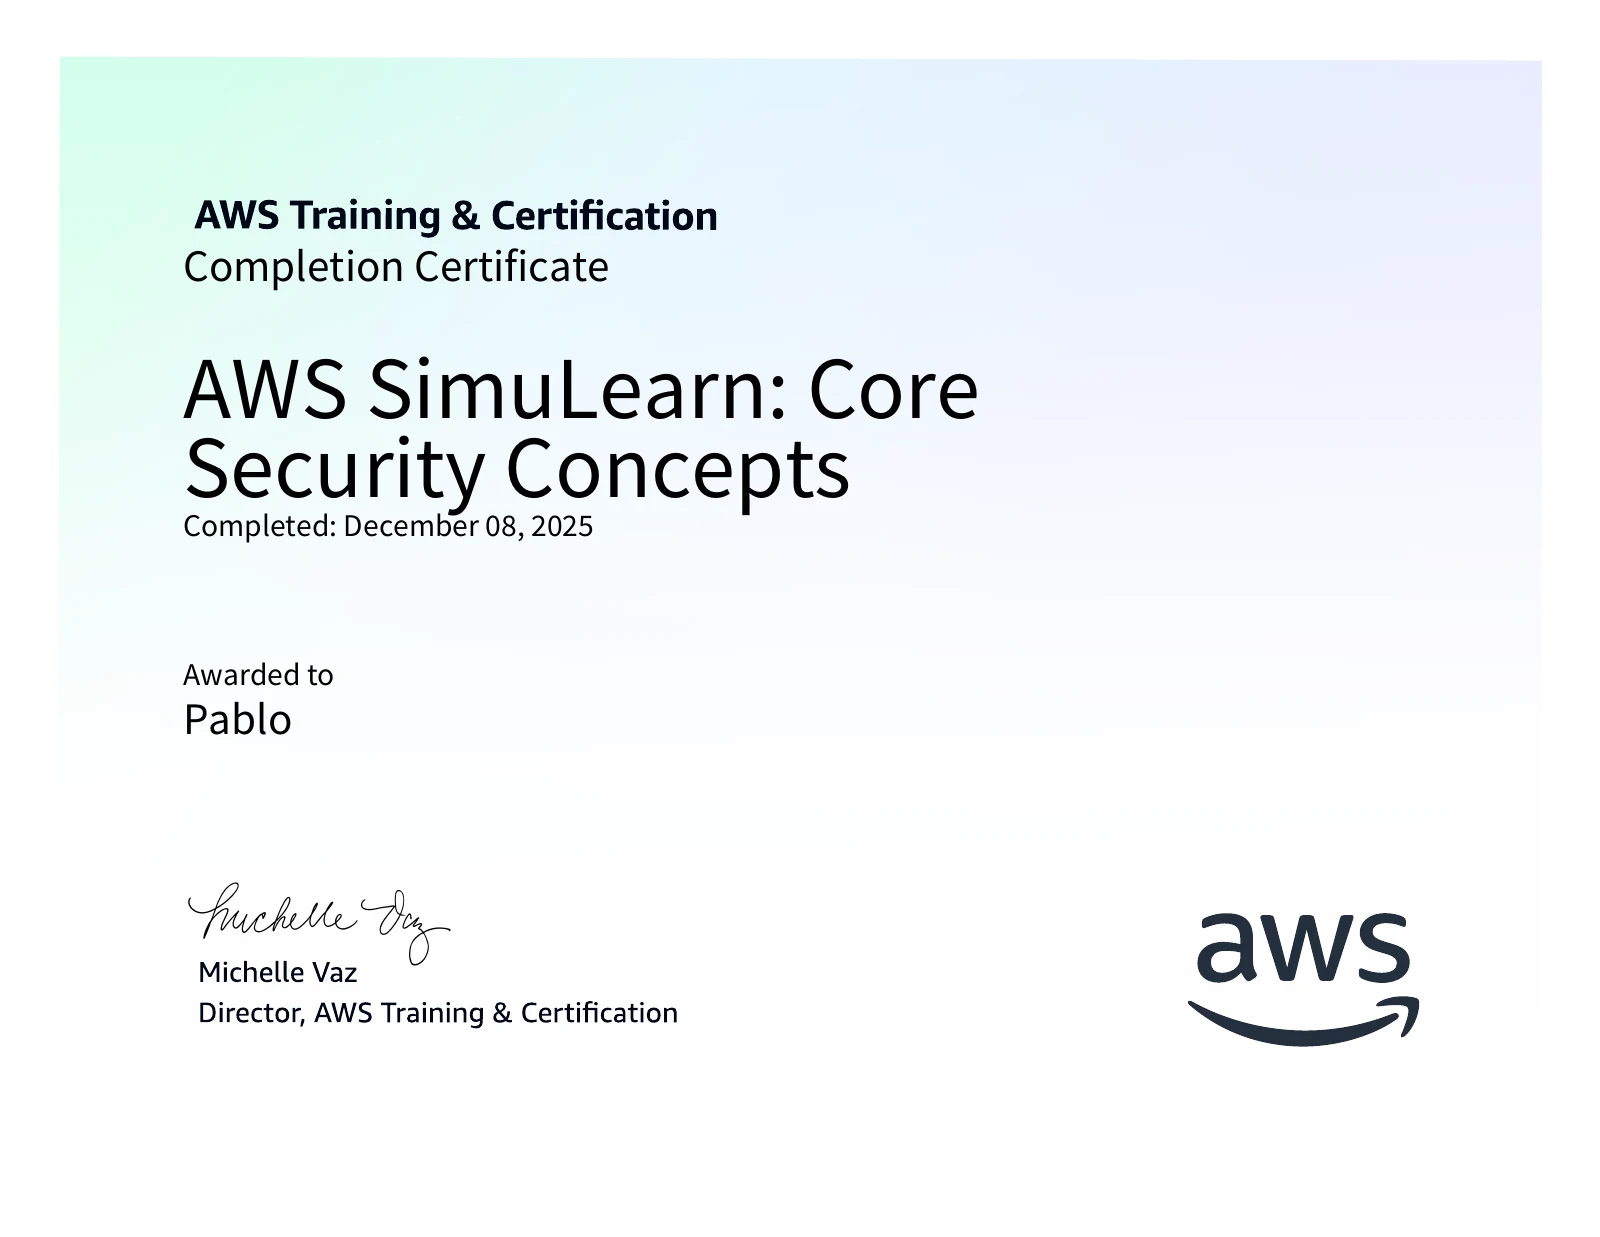 AWS Training & Certification
Completion Certificate
AWS SimuLearn: Core
Security Concepts
Completed: December 08, 2025
Awarded to
Pablo
Michelle Vaz
Michelle Vaz
Director, AWS Training & Certification
aws